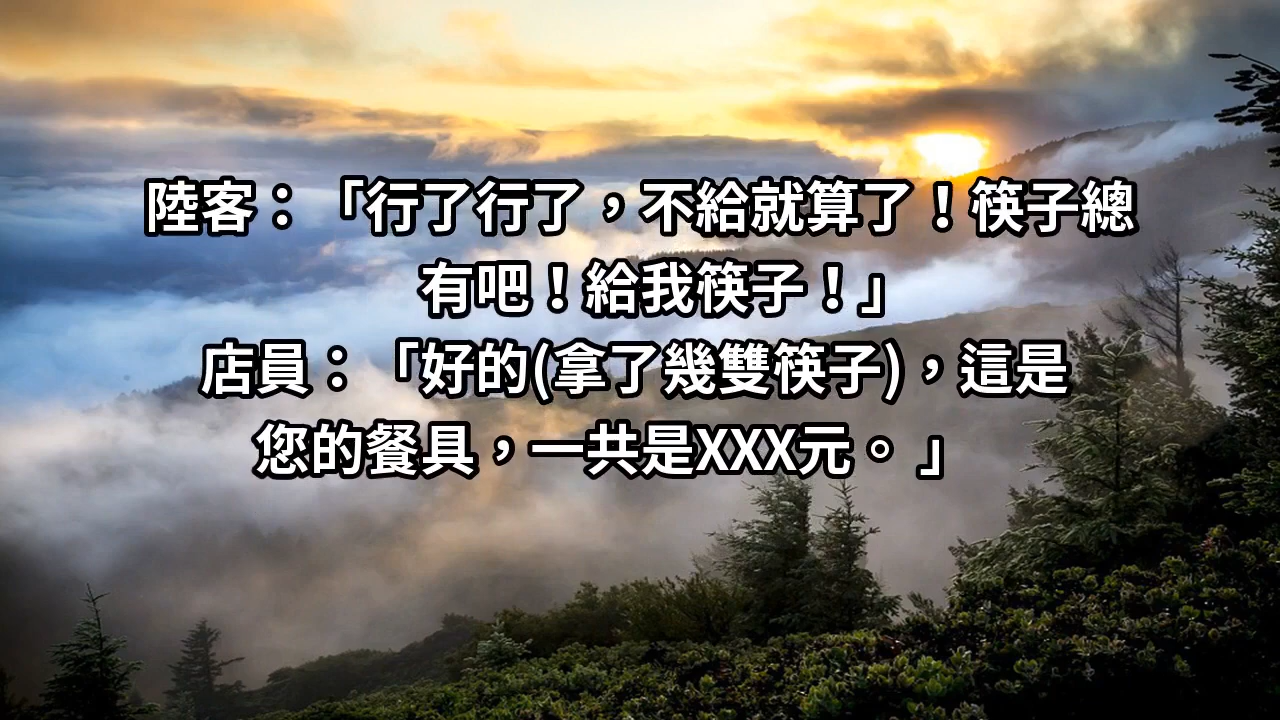 陸客：「行了行了，不給就算了！筷子總
有吧！給我筷子！」
店員：「好的(拿了幾雙筷子)，這是
您的餐具，一共是XXX元。」